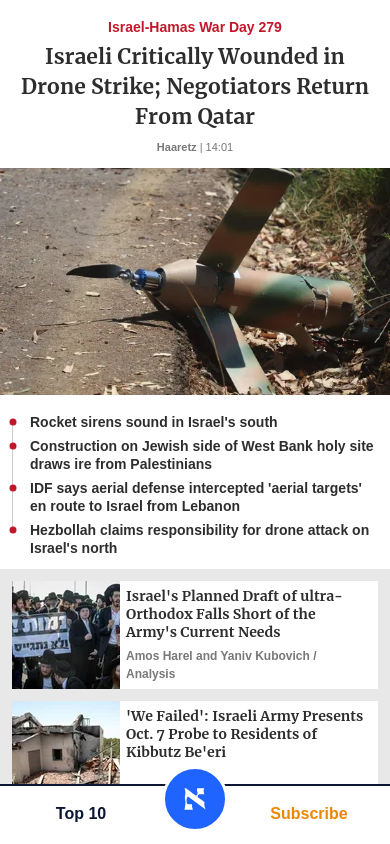 Israel-Hamas War Day 279
Israeli Critically Wounded in
Drone Strike; Negotiators Return
From Qatar
Haaretz | 14:01
Rocket sirens sound in Israel's south
Construction on Jewish side of West Bank holy site
draws ire from Palestinians
IDF says aerial defense intercepted 'aerial targets'
en route to Israel from Lebanon
Hezbollah claims responsibility for drone attack on
Israel's north
Israel's Planned Draft of ultra-
Orthodox Falls Short of the
Army's Current Needs
Amos Harel and Yaniv Kubovich /
Analysis
'We Failed': Israeli Army Presents
Oct. 7 Probe to Residents of
Kibbutz Be'eri
Top 10
א
Subscribe